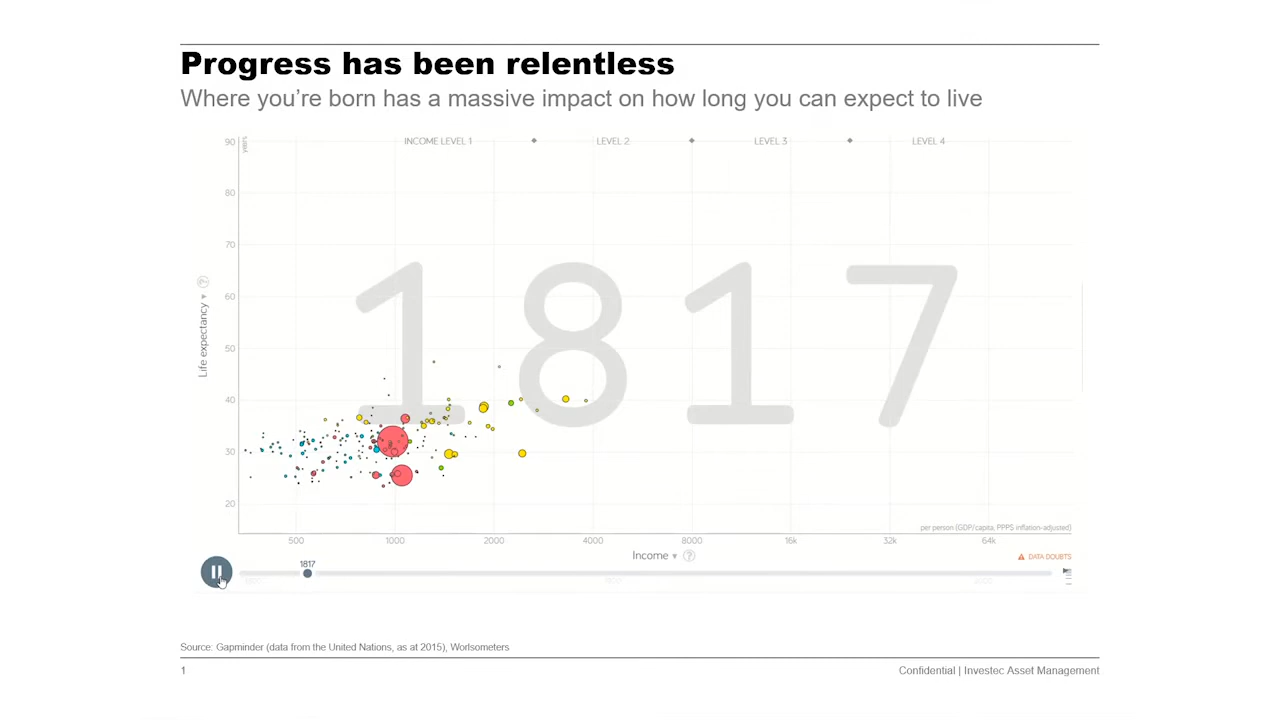 Progress has been relentless
Where you're born has a massive impact on how long you can expect to live
INCOME LEVEL 1 LEVEL 2 LEVEL 3 LEVEL 4
1817
90
years
80
70
60
50
40
30
20
Life expectancy ▾ ?
per person (GDP/capita, PPP$ inflation-adjusted)
500 1000 2000 4000 8000 16k 32k 64k
Income ▾ ?
DATA DOUBTS
1817
Source: Gapminder (data from the United Nations, as at 2015), Worlsometers
1
Confidential | Investec Asset Management